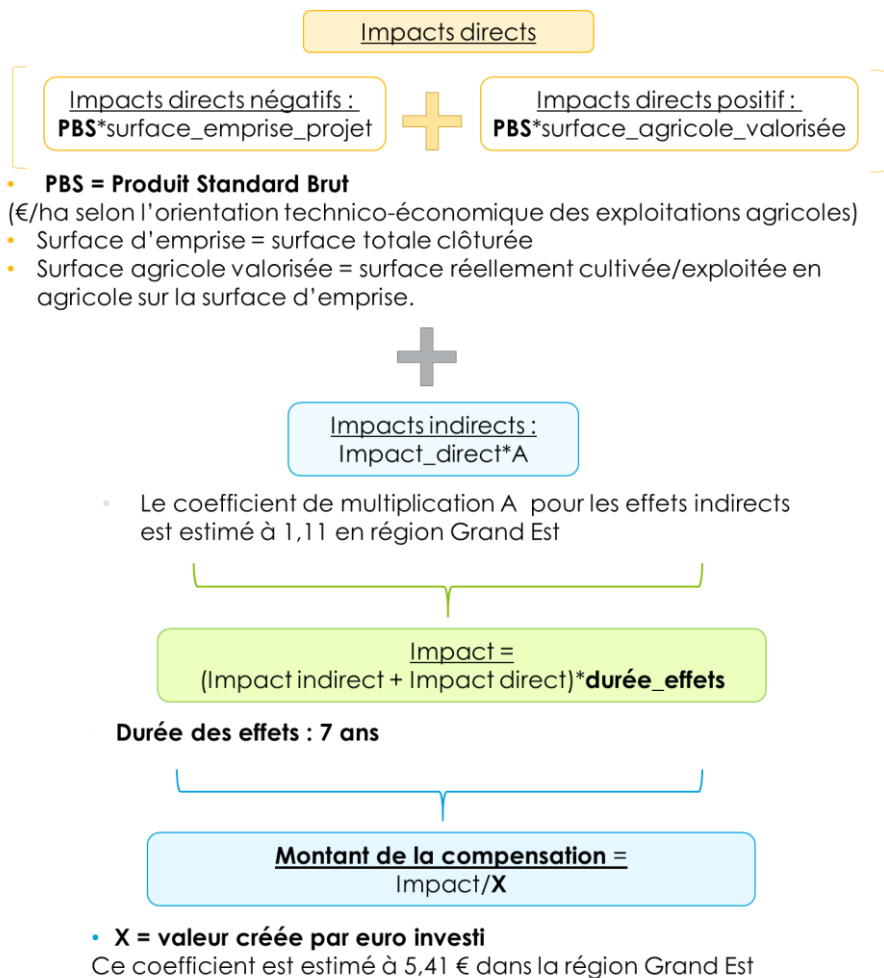 Impacts directs
Impacts directs négatifs :
PBS*surface_emprise_projet
Impacts directs positif :
PBS*surface_agricole_valorisée
• PBS = Produit Standard Brut
(€/ha selon l'orientation technico-économique des exploitations agricoles)
• Surface d'emprise = surface totale clôturée
• Surface agricole valorisée = surface réellement cultivée/exploitée en
agricole sur la surface d'emprise.
Impacts indirects :
Impact_direct*A
• Le coefficient de multiplication A pour les effets indirects
est estimé à 1,11 en région Grand Est
Impact =
(Impact indirect + Impact direct)*durée_effets
Durée des effets : 7 ans
Montant de la compensation =
Impact/X
• X = valeur créée par euro investi
Ce coefficient est estimé à 5,41 € dans la région Grand Est